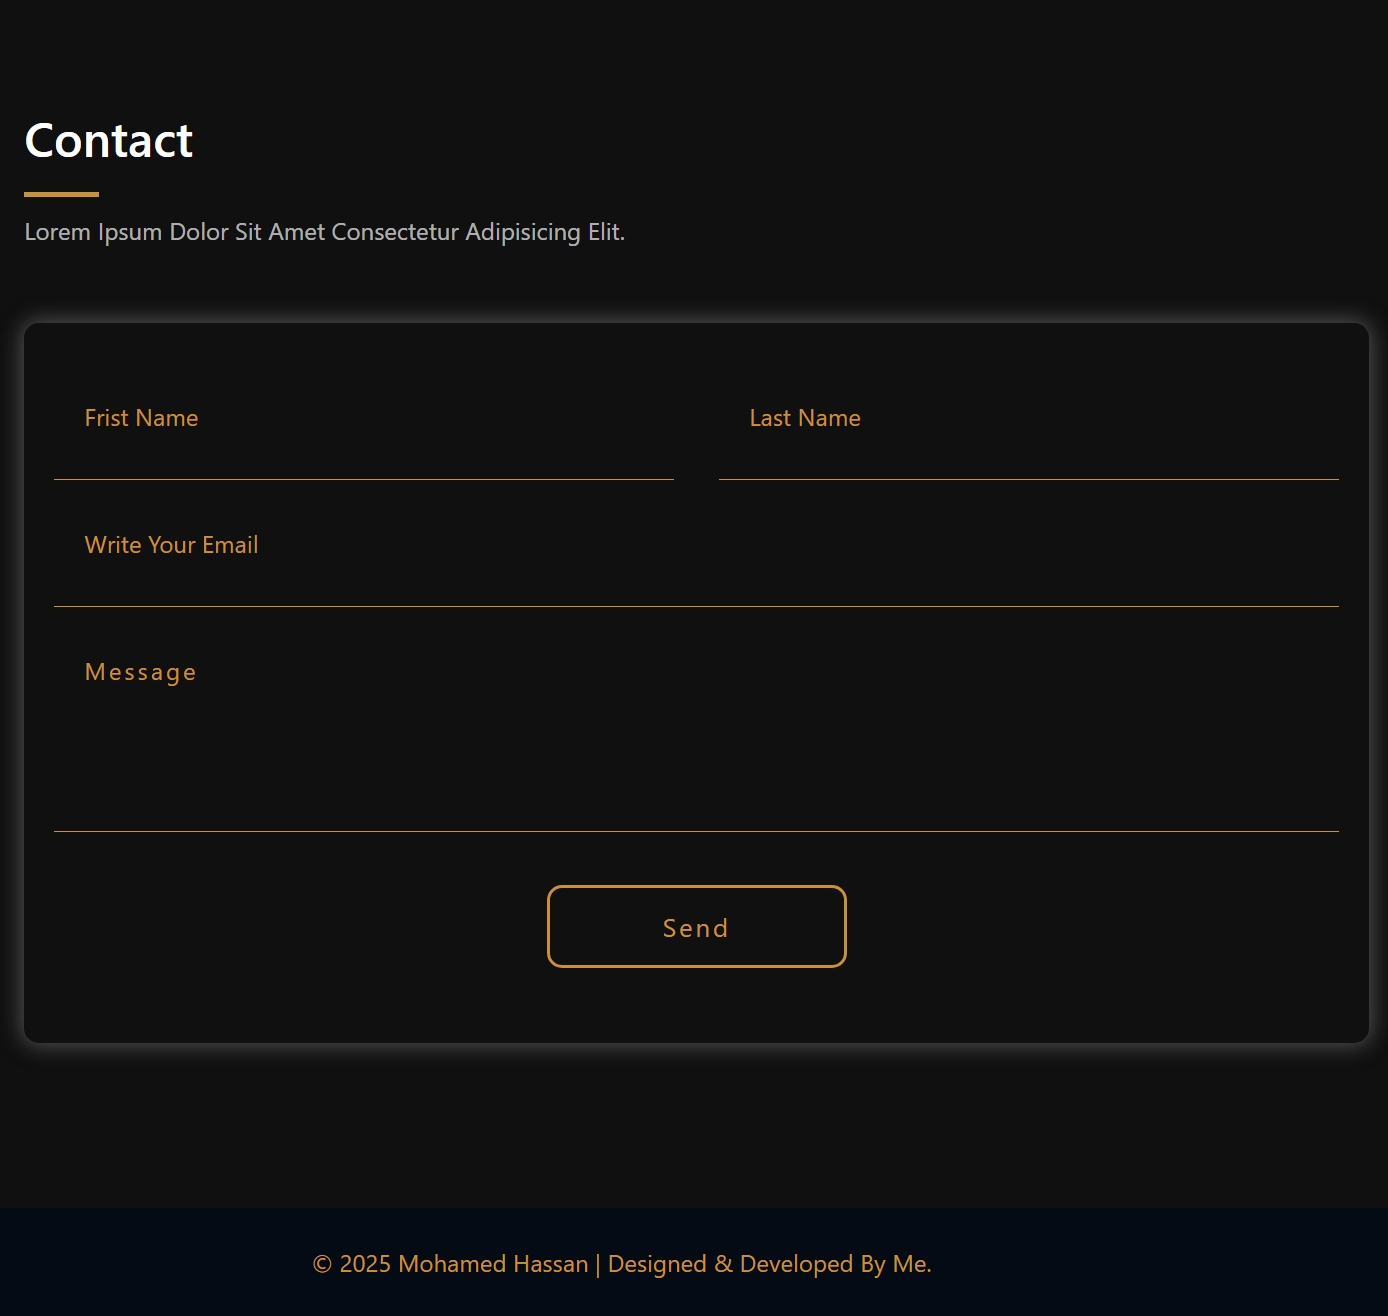 Contact
Lorem Ipsum Dolor Sit Amet Consectetur Adipisicing Elit.
Frist Name
Last Name
Write Your Email
Message
Send
© 2025 Mohamed Hassan | Designed & Developed By Me.